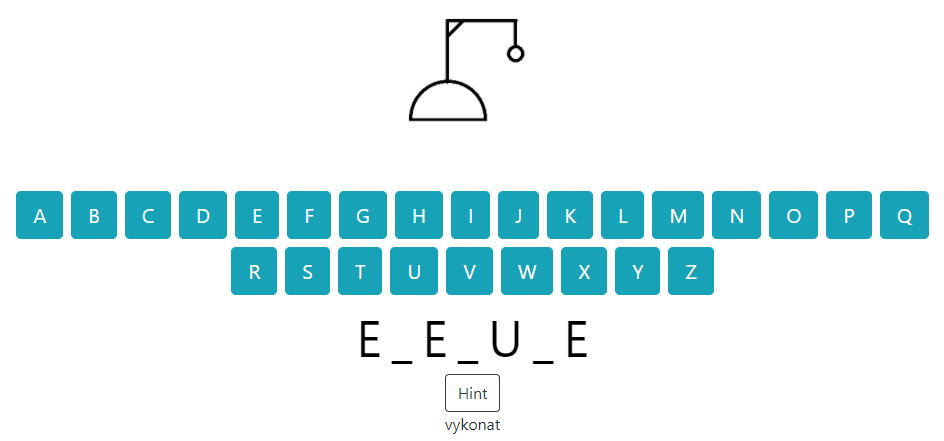 A B C D E F G H I J K L M N O P Q
R S T U V W X Y Z
E _ E _ U _ E
Hint
vykonat